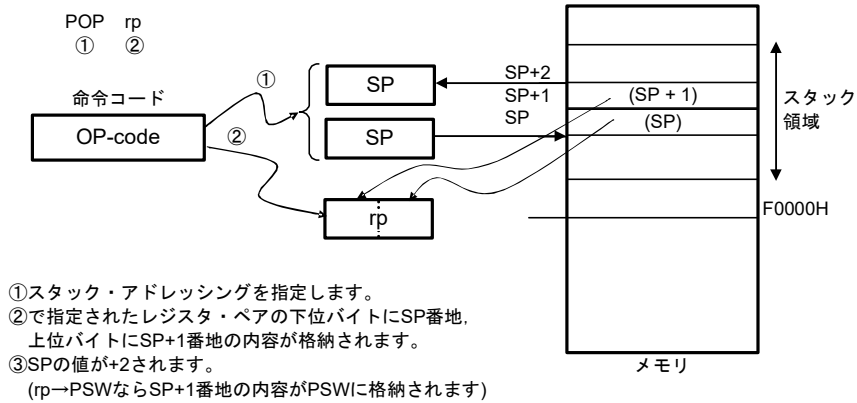 POP rp
① ②
命令コード
OP-code
①
②
SP
SP
rp
SP+2
SP+1
SP
(SP + 1)
(SP)
スタック
領域
F0000H
メモリ
①スタック・アドレッシングを指定します。
②で指定されたレジスタ・ペアの下位バイトにSP番地,
上位バイトにSP+1番地の内容が格納されます。
③SPの値が+2されます。
(rp→PSWならSP+1番地の内容がPSWに格納されます)